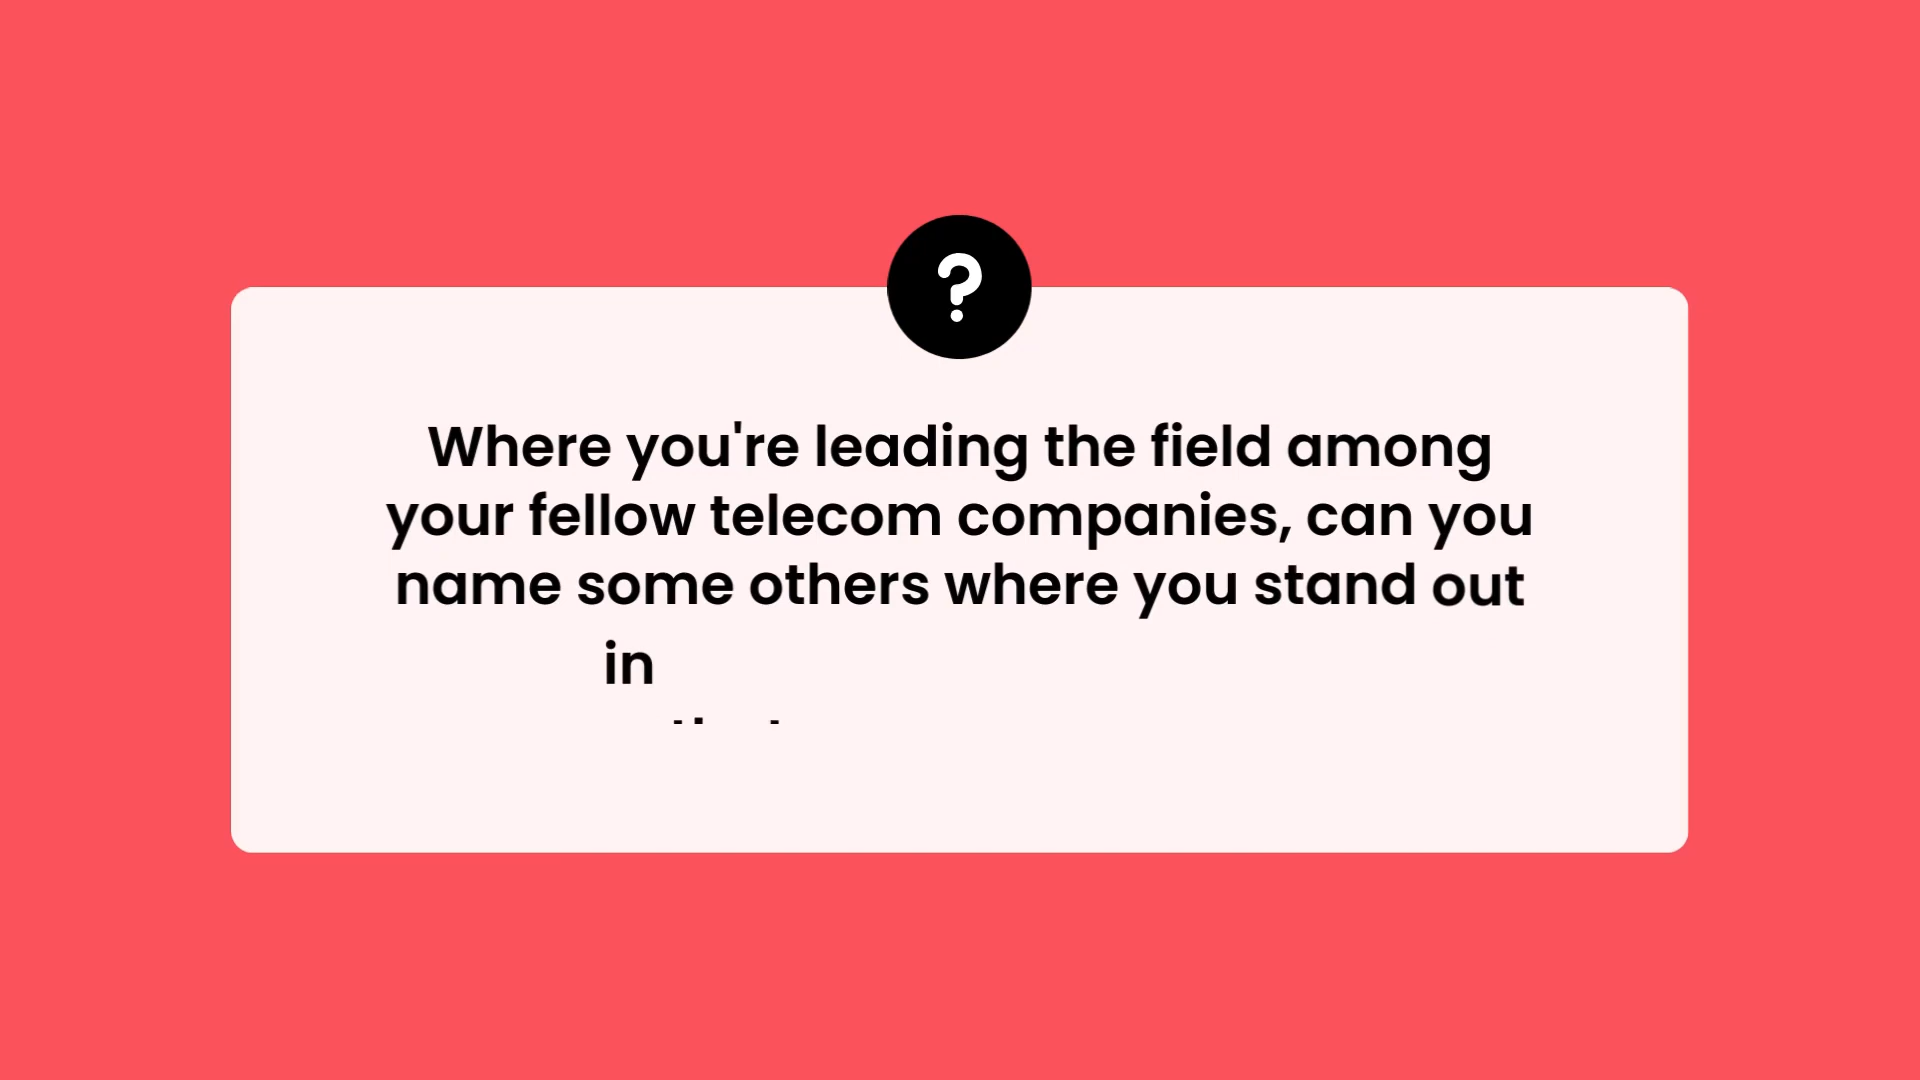 ?
Where you're leading the field among
your fellow telecom companies, can you
name some others where you stand out
in